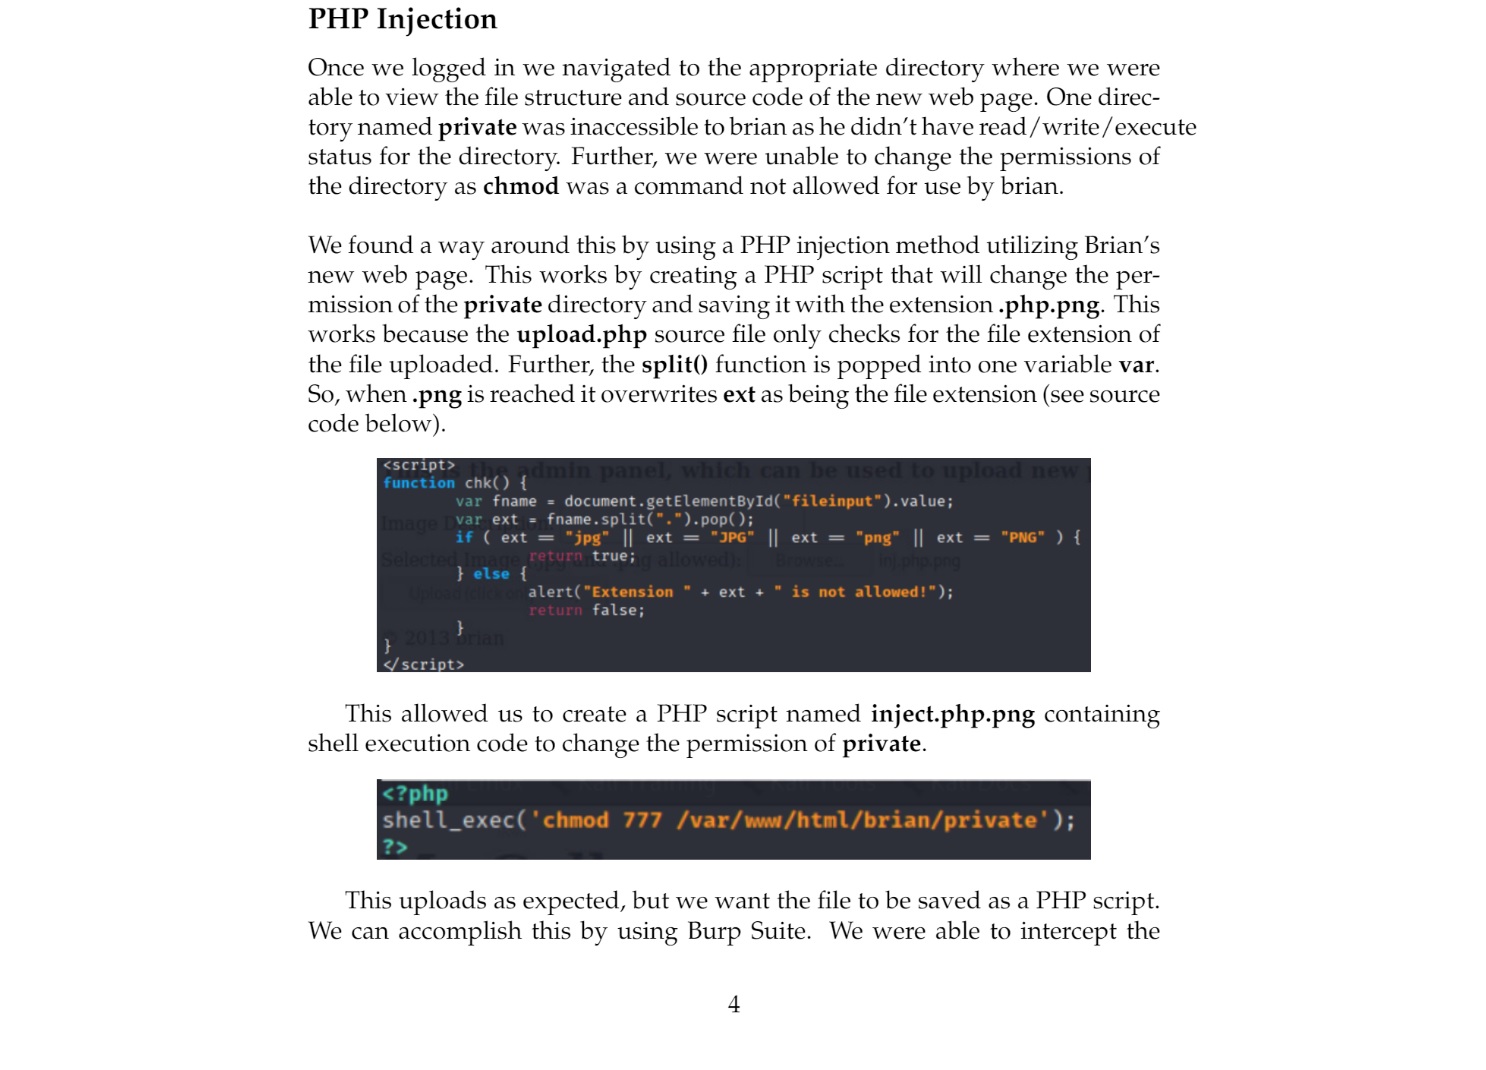 PHP Injection
Once we logged in we navigated to the appropriate directory where we were
able to view the file structure and source code of the new web page. One direc-
tory named private was inaccessible to brian as he didn't have read/write/execute
status for the directory. Further, we were unable to change the permissions of
the directory as chmod was a command not allowed for use by brian.
We found a way around this by using a PHP injection method utilizing Brian's
new web page. This works by creating a PHP script that will change the per-
mission of the private directory and saving it with the extension .php.png. This
works because the upload.php source file only checks for the file extension of
the file uploaded. Further, the split() function is popped into one variable var.
So, when .png is reached it overwrites ext as being the file extension (see source
code below).
<script>
function chk() {
var fname = document.getElementById("fileinput").value;
var ext = fname.split(".").pop();
if ( ext == "jpg" || ext == "JPG" || ext == "png" || ext == "PNG" ) {
return true;
} else {
alert("Extension " + ext + " is not allowed!");
return false;
}
}
</script>
This allowed us to create a PHP script named inject.php.png containing
shell execution code to change the permission of private.
<?php
shell_exec('chmod 777 /var/www/html/brian/private');
?>
This uploads as expected, but we want the file to be saved as a PHP script.
We can accomplish this by using Burp Suite. We were able to intercept the
4